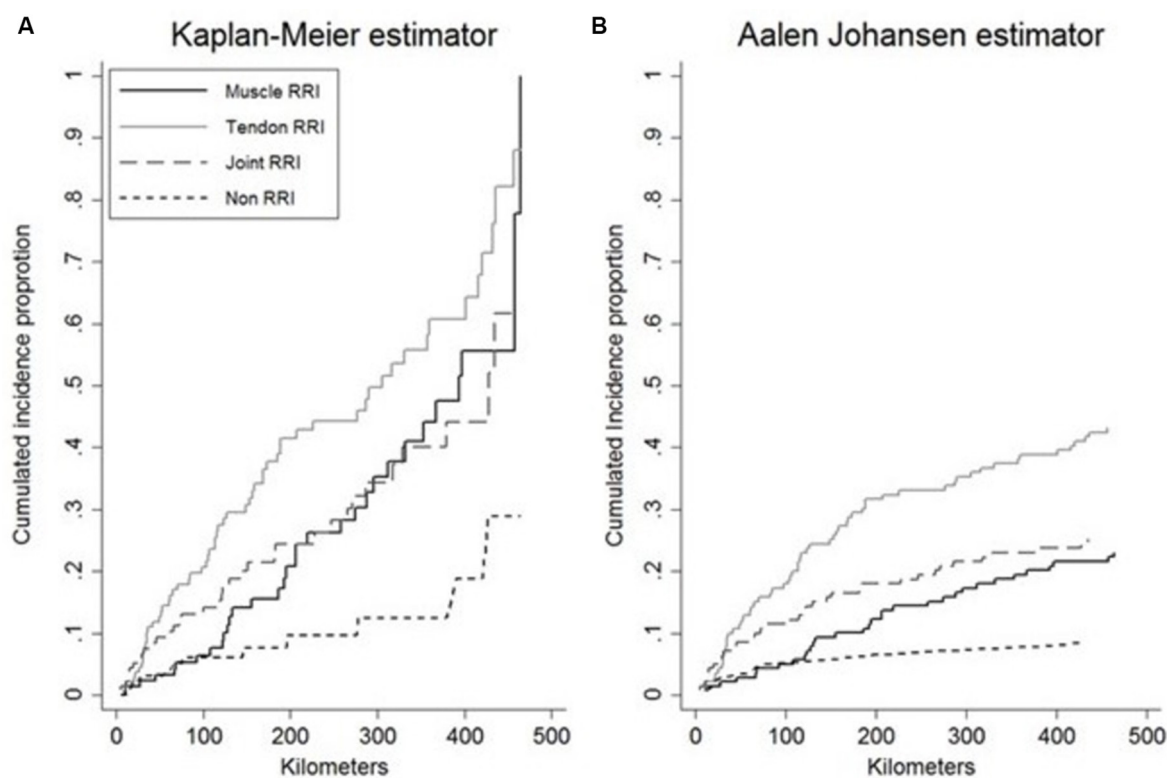 A
Kaplan-Meier estimator
Muscle RRI
Tendon RRI
Joint RRI
Non RRI
Cumulated incidence proprotion
1
.9
.8
.7
.6
.5
.4
.3
.2
.1
0
0 100 200 300 400 500
Kilometers
B
Aalen Johansen estimator
Cumulated Incidence proportion
1
.9
.8
.7
.6
.5
.4
.3
.2
.1
0
0 100 200 300 400 500
Kilometers